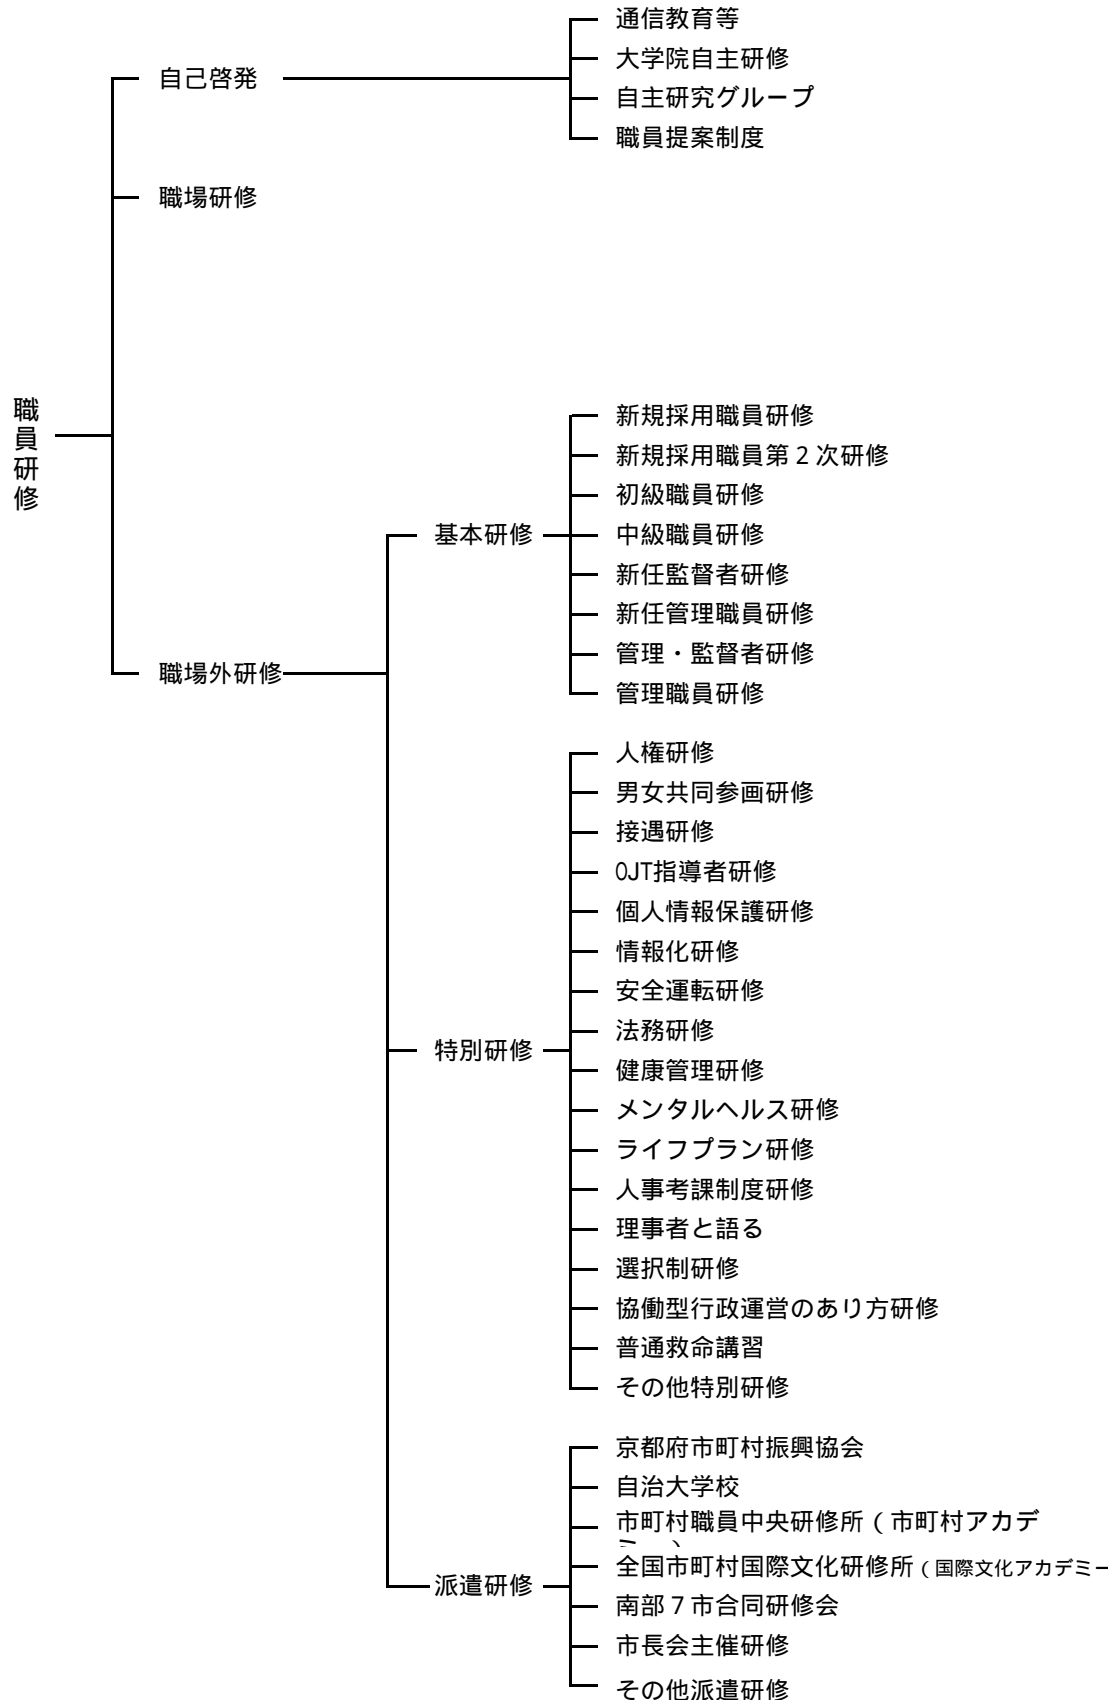 通信教育等
大学院自主研修
自己啓発
自主研究グループ
職員提案制度
職場研修
職員研修
新規採用職員研修
新規採用職員第２次研修
初級職員研修
基本研修
中級職員研修
新任監督者研修
新任管理職員研修
管理・監督者研修
職場外研修
管理職員研修
人権研修
男女共同参画研修
接遇研修
OJT指導者研修
個人情報保護研修
情報化研修
安全運転研修
法務研修
特別研修
健康管理研修
メンタルヘルス研修
ライフプラン研修
人事考課制度研修
理事者と語る
選択制研修
協働型行政運営のあり方研修
普通救命講習
その他特別研修
京都府市町村振興協会
自治大学校
市町村職員中央研修所（市町村アカデ
全国市町村国際文化研修所（国際文化アカデミー
派遣研修
南部７市合同研修会
市長会主催研修
その他派遣研修